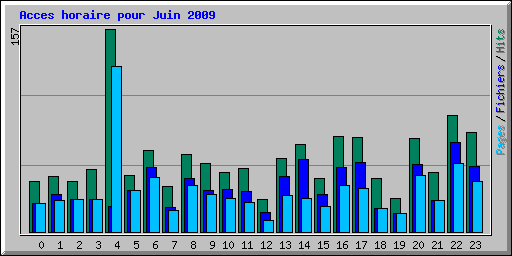 Acces horaire pour Juin 2009
157
Pages / Fichiers / Hits
0 1 2 3 4 5 6 7 8 9 10 11 12 13 14 15 16 17 18 19 20 21 22 23